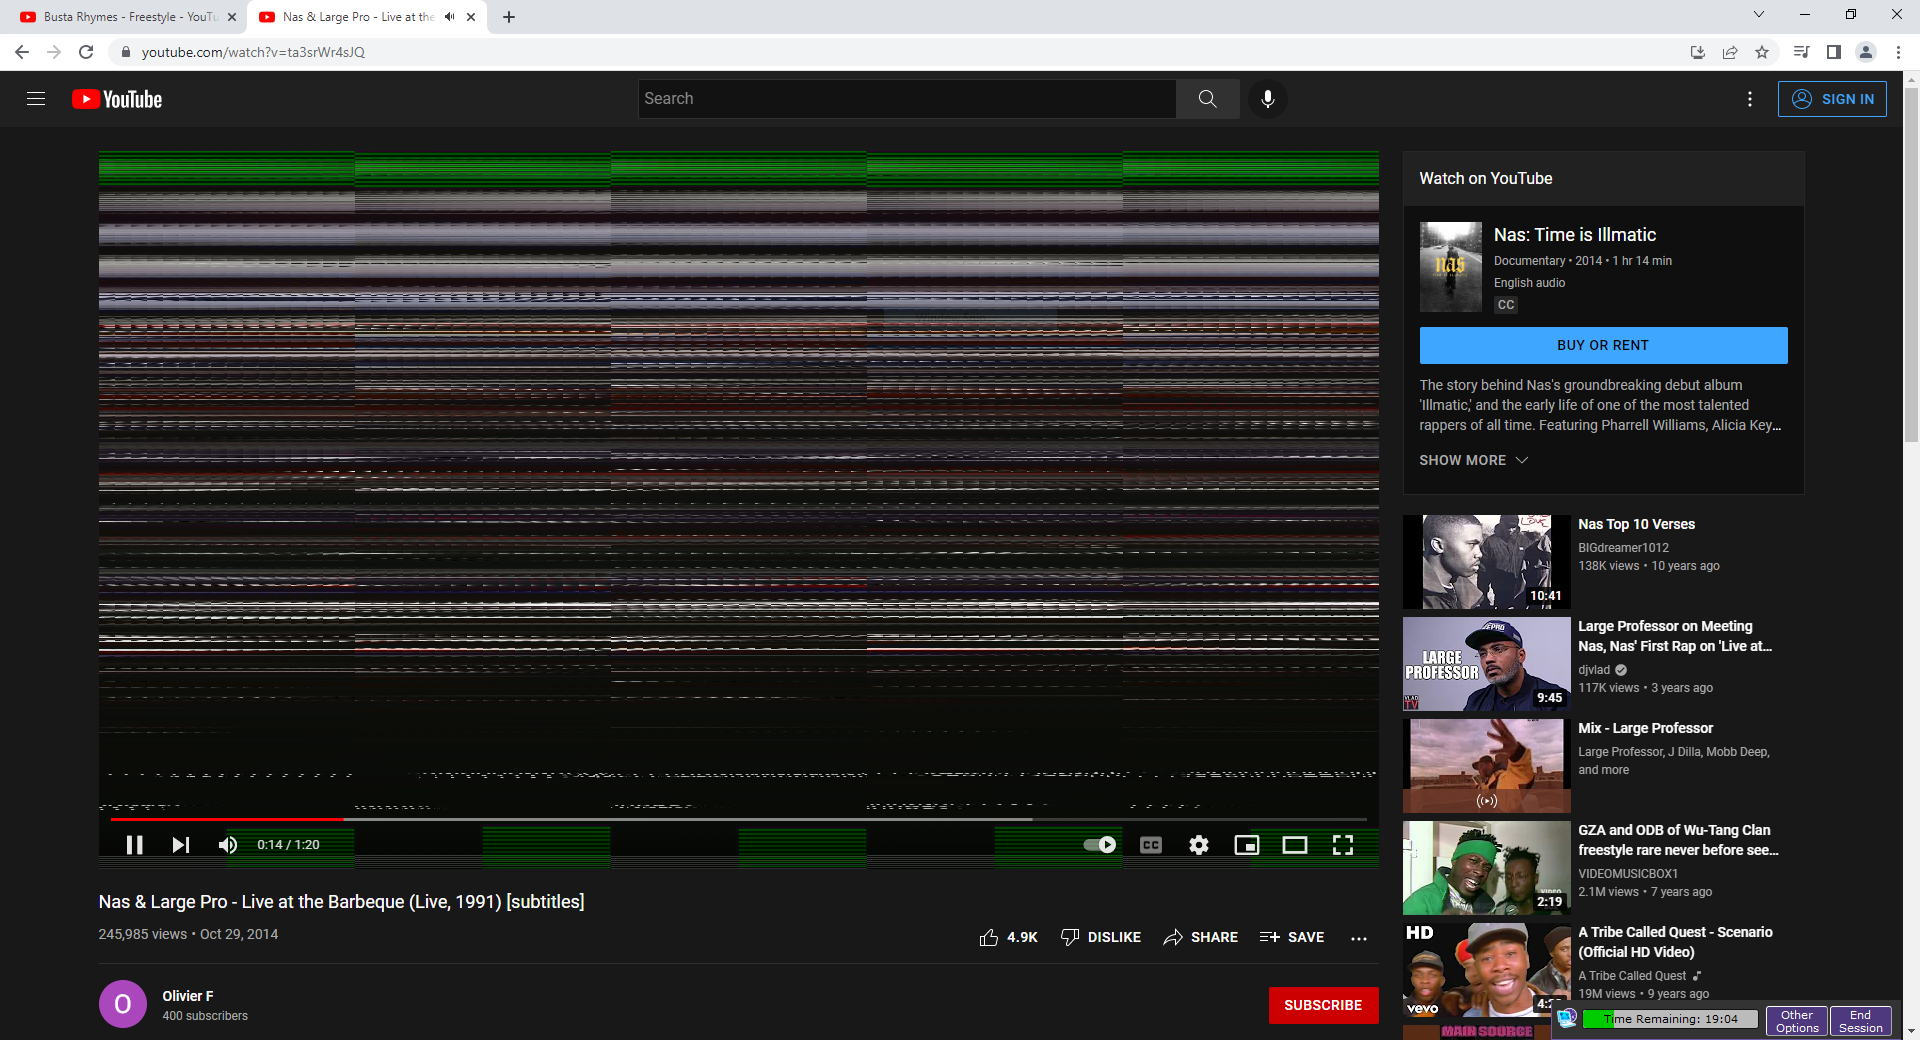 Busta Rhymes - Freestyle - YouTu
Nas & Large Pro - Live at the
youtube.com/watch?v=ta3srWr4sJQ
YouTube
Search
SIGN IN
Watch on YouTube
nas
Nas: Time is Illmatic
Documentary • 2014 • 1 hr 14 min
English audio
CC
BUY OR RENT
The story behind Nas's groundbreaking debut album
'Illmatic,' and the early life of one of the most talented
rappers of all time. Featuring Pharrell Williams, Alicia Key...
SHOW MORE
10:41
Nas Top 10 Verses
BIGdreamer1012
138K views • 10 years ago
LARGE
PROFESSOR
VLAD
TV
9:45
Large Professor on Meeting
Nas, Nas' First Rap on 'Live at...
djvlad
117K views • 3 years ago
Mix - Large Professor
Large Professor, J Dilla, Mobb Deep,
and more
2:19
GZA and ODB of Wu-Tang Clan
freestyle rare never before see...
VIDEOMUSICBOX1
2.1M views • 7 years ago
HD
vevo
A Tribe Called Quest - Scenario
(Official HD Video)
A Tribe Called Quest
19M views • 9 years ago
MAIN SOURCE
0:14 / 1:20
CC
Nas & Large Pro - Live at the Barbeque (Live, 1991) [subtitles]
245,985 views • Oct 29, 2014
4.9K
DISLIKE
SHARE
SAVE
O
Olivier F
400 subscribers
SUBSCRIBE
Time Remaining: 19:04
Other
Options
End
Session